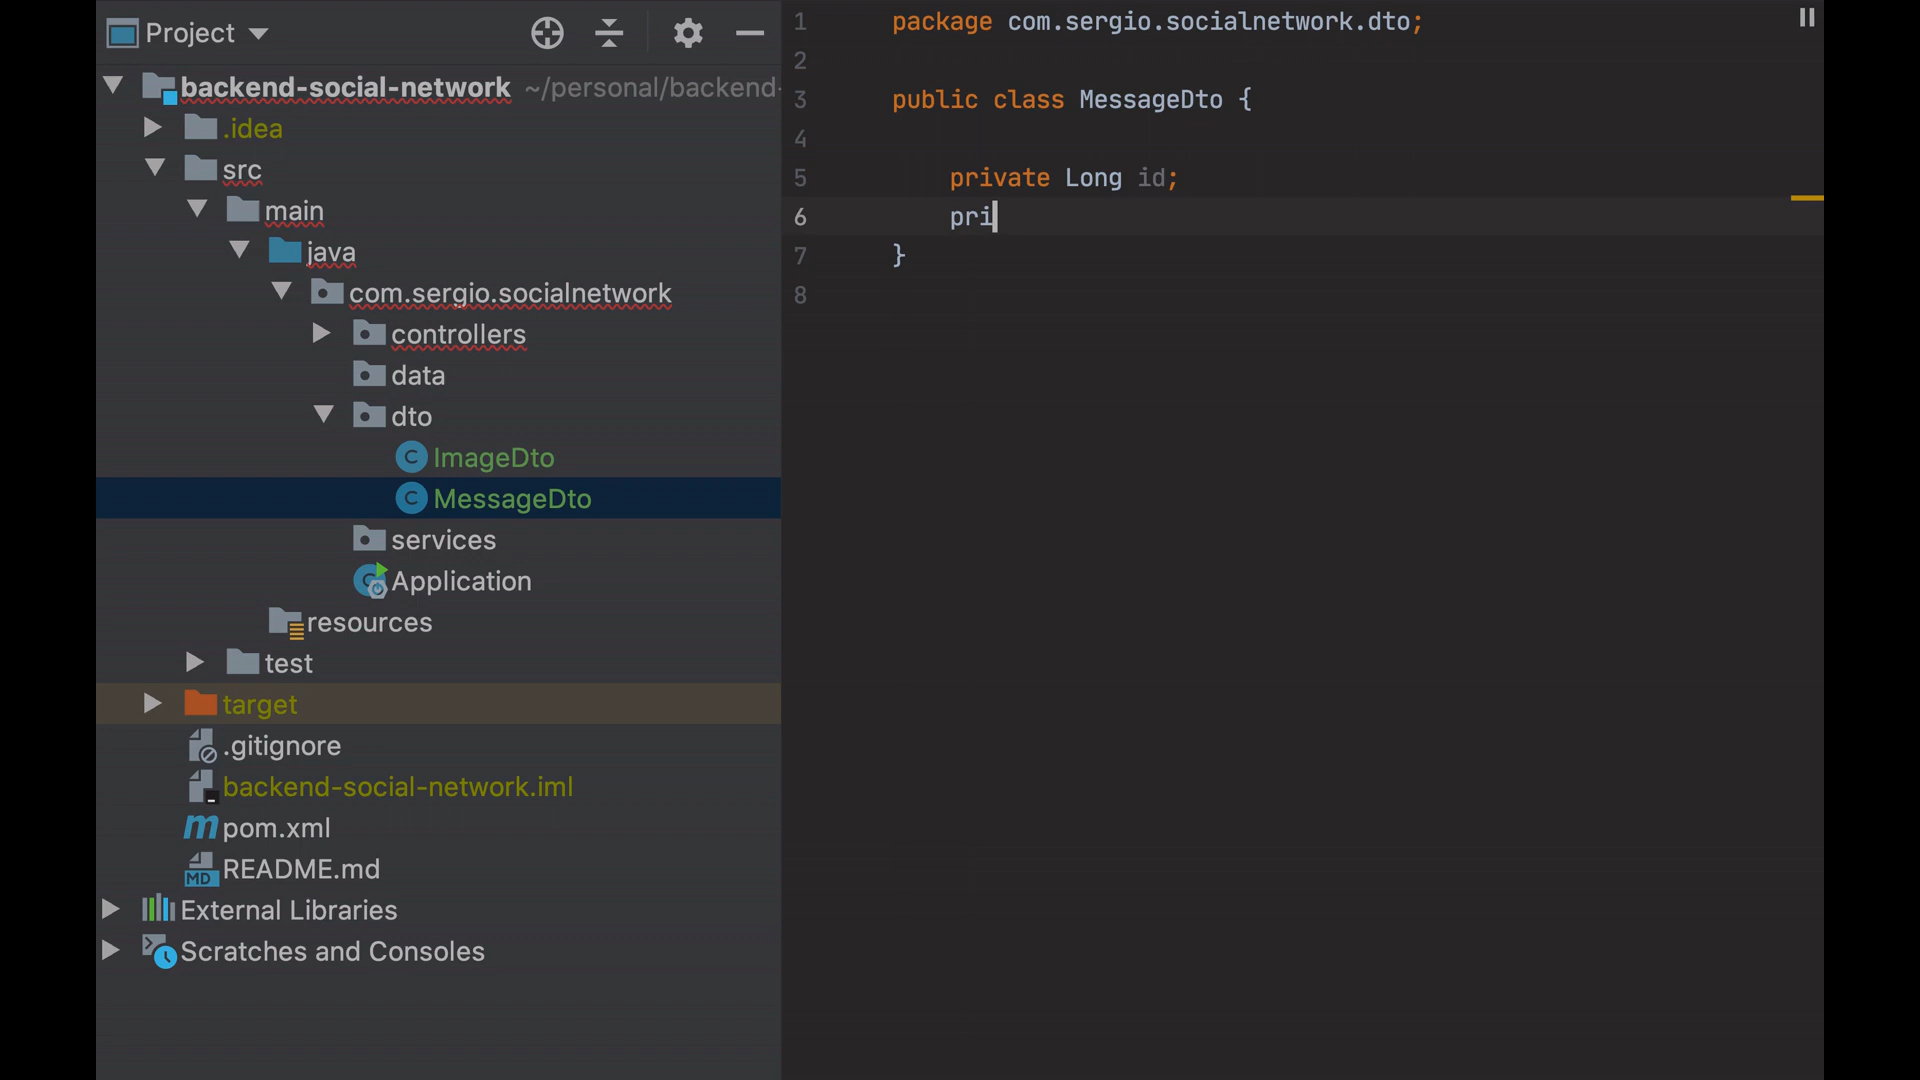 Project
backend-social-network ~/personal/backend-
.idea
src
main
java
com.sergio.socialnetwork
controllers
data
dto
C ImageDto
C MessageDto
services
Application
resources
test
target
.gitignore
backend-social-network.iml
m pom.xml
MD README.md
External Libraries
Scratches and Consoles
1 package com.sergio.socialnetwork.dto;
2
3 public class MessageDto {
4
5 private Long id;
6 pri
7 }
8